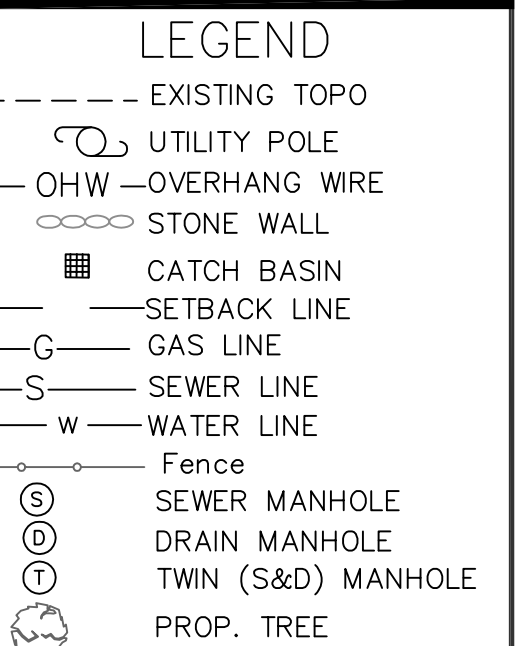 LEGEND
EXISTING TOPO
UTILITY POLE
OHW OVERHANG WIRE
STONE WALL
CATCH BASIN
SETBACK LINE
G GAS LINE
S SEWER LINE
W WATER LINE
Fence
S SEWER MANHOLE
D DRAIN MANHOLE
T TWIN (S&D) MANHOLE
PROP. TREE